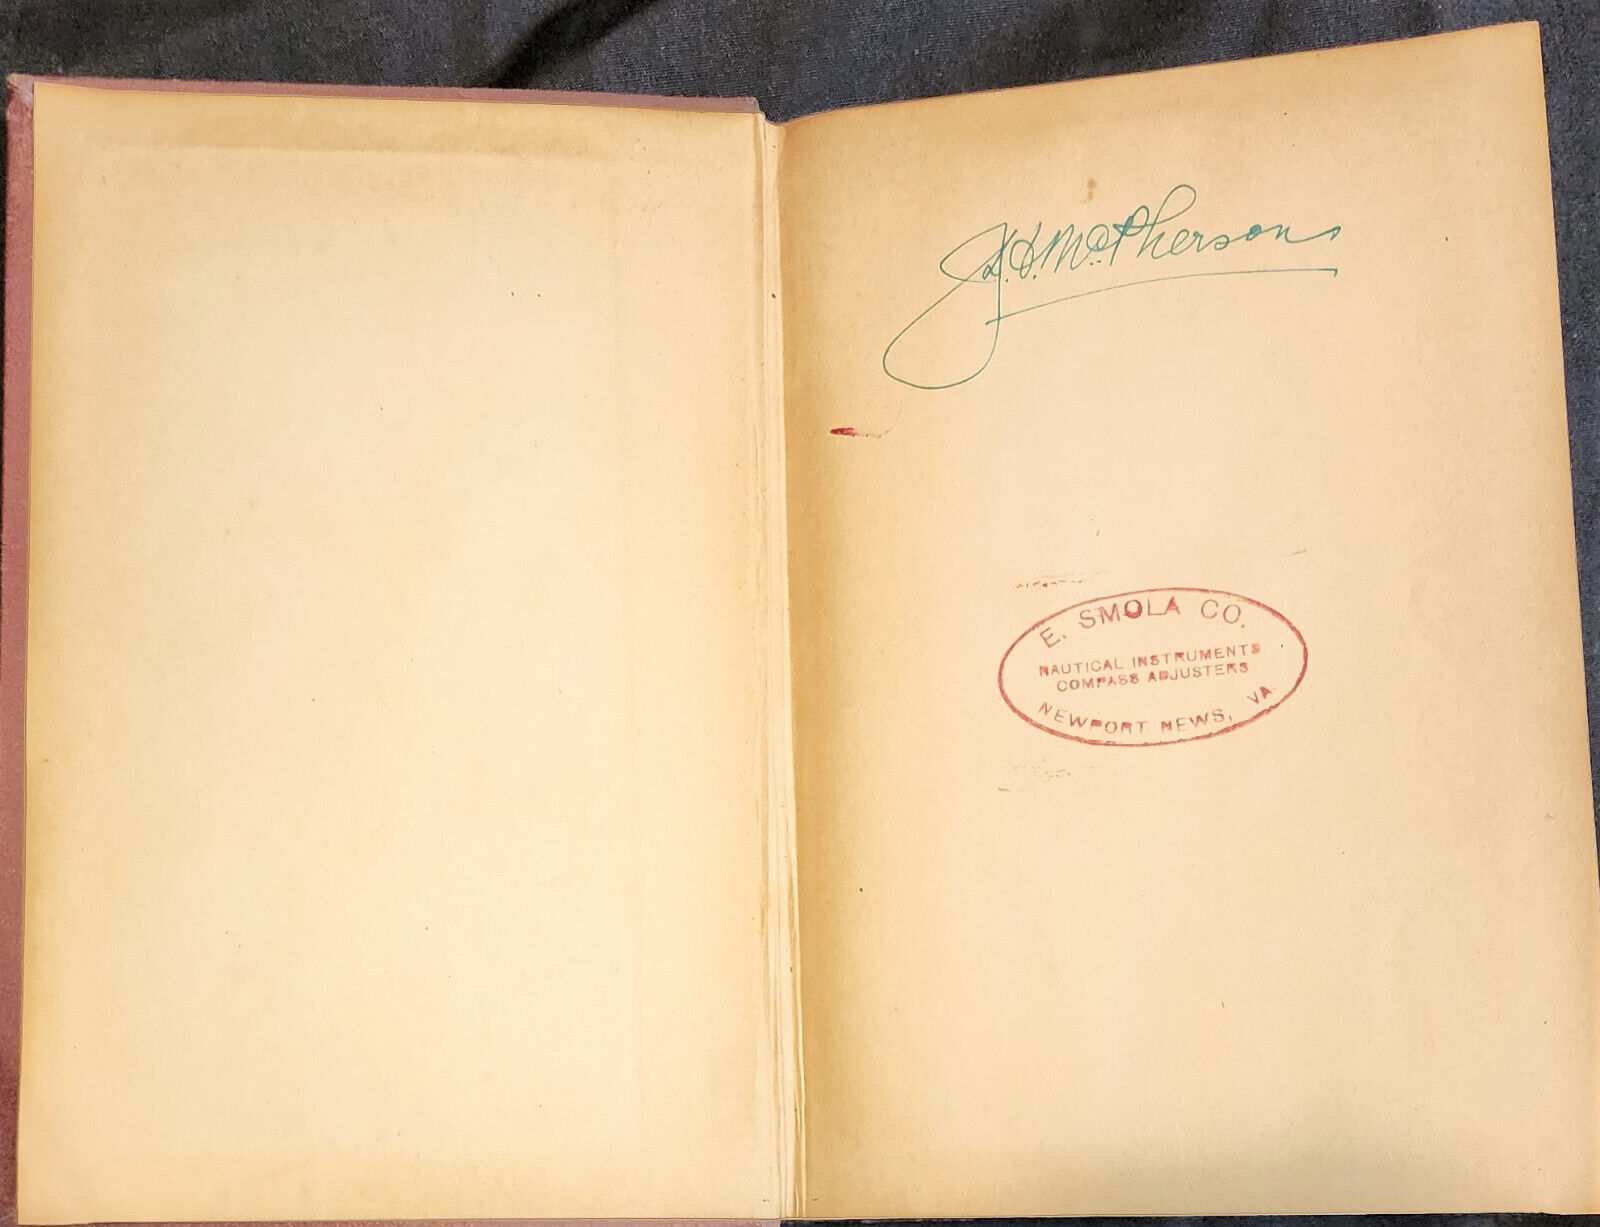 J. H. McPherson
E. SMOLA CO.
NAUTICAL INSTRUMENTS
COMPASS ADJUSTERS
NEWPORT NEWS, VA.